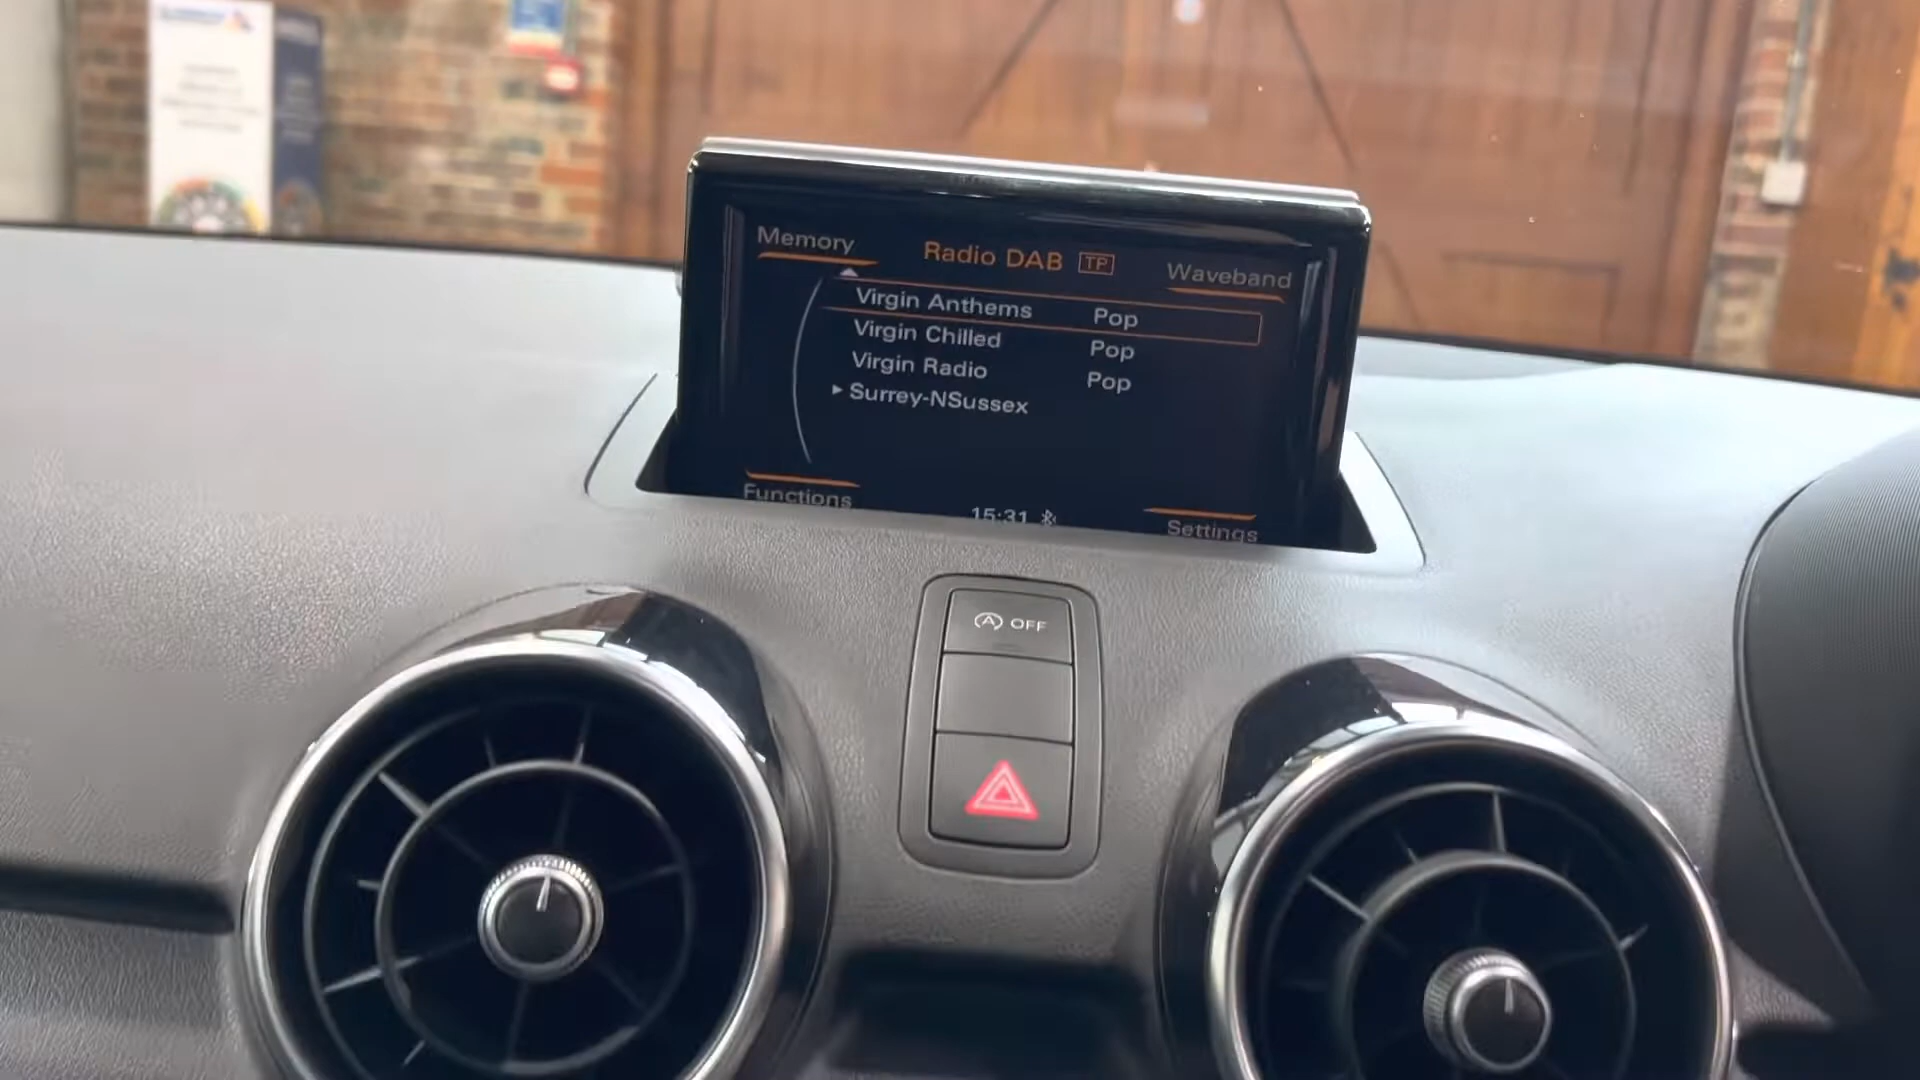 Memory
Radio DAB TP
Waveband
Virgin Anthems Pop
Virgin Chilled Pop
Virgin Radio Pop
Surrey-NSussex
Functions
15:31
Settings
A OFF